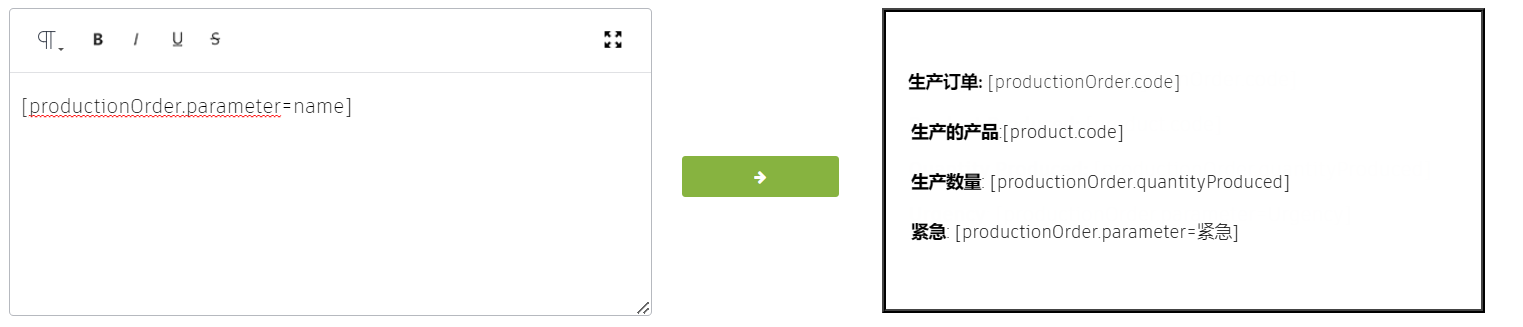 B I U S
[productionOrder.parameter=name]
生产订单: [productionOrder.code]
生产的产品:[product.code]
生产数量: [productionOrder.quantityProduced]
紧急: [productionOrder.parameter=紧急]